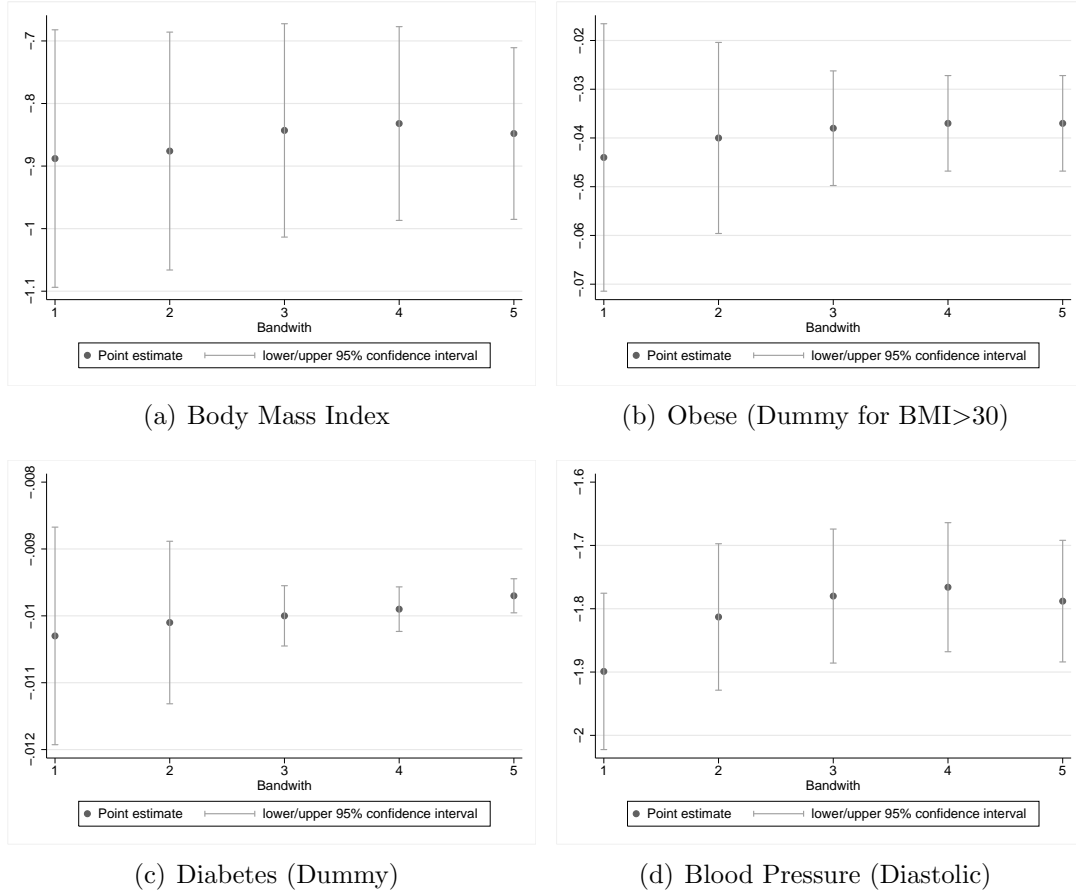 −.7
−.8
−.9
−1
−1.1
1 2 3 4 5
Bandwith
Point estimate lower/upper 95% confidence interval
(a) Body Mass Index
−.02
−.03
−.04
−.05
−.06
−.07
1 2 3 4 5
Bandwith
Point estimate lower/upper 95% confidence interval
(b) Obese (Dummy for BMI>30)
−.008
−.009
−.01
−.011
−.012
1 2 3 4 5
Bandwith
Point estimate lower/upper 95% confidence interval
(c) Diabetes (Dummy)
−1.6
−1.7
−1.8
−1.9
−2
1 2 3 4 5
Bandwith
Point estimate lower/upper 95% confidence interval
(d) Blood Pressure (Diastolic)